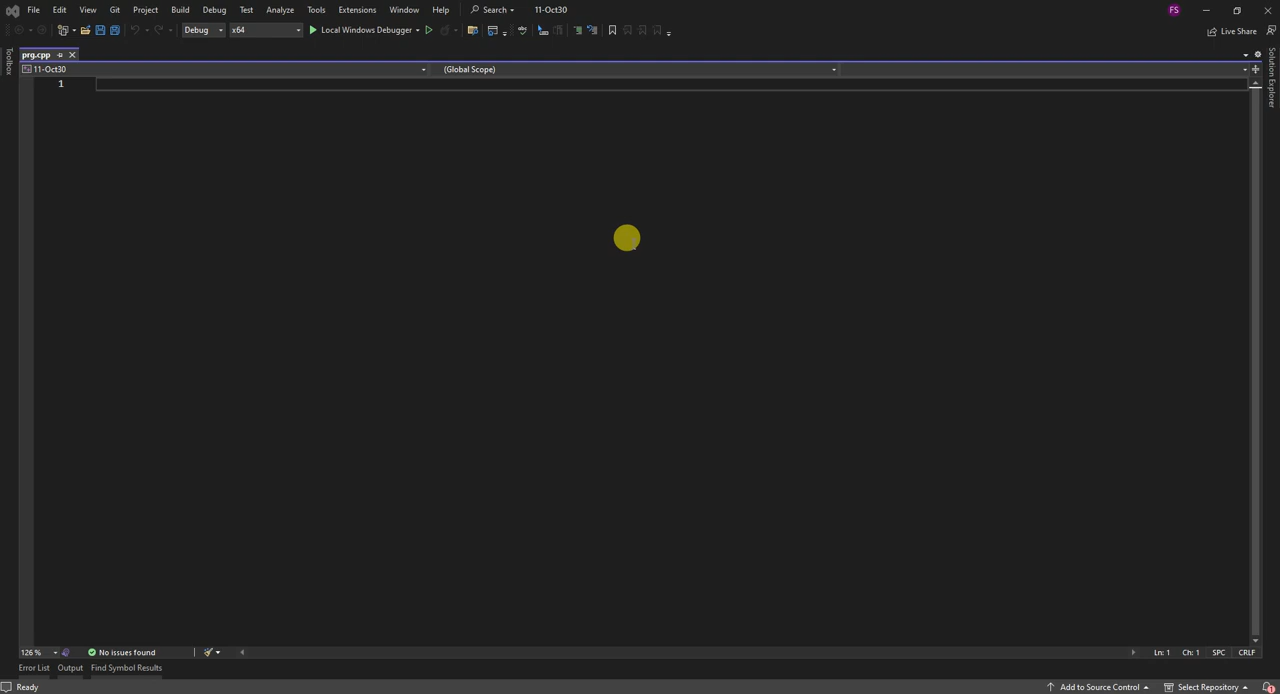 File Edit View Git Project Build Debug Test Analyze Tools Extensions Window Help Search 11-Oct30 FS
Debug x64 Local Windows Debugger Live Share
prg.cpp
11-Oct30 (Global Scope)
1
Toolbox
Solution Explorer
126 % No issues found Ln: 1 Ch: 1 SPC CRLF
Error List Output Find Symbol Results
Ready Add to Source Control Select Repository 1